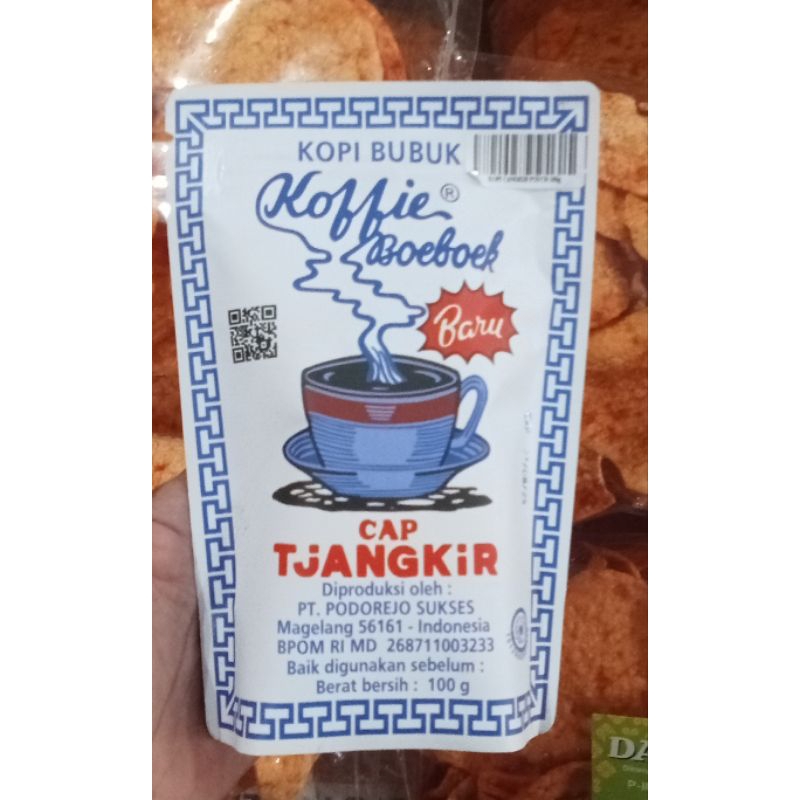 KOPI BUBUK
Koffie ®
Boeboek
Baru
CAP
TJANGKIR
Diproduksi oleh :
PT. PODOREJO SUKSES
Magelang 56161 - Indonesia
BPOM RI MD 268711003233
Baik digunakan sebelum :
Berat bersih : 100 g